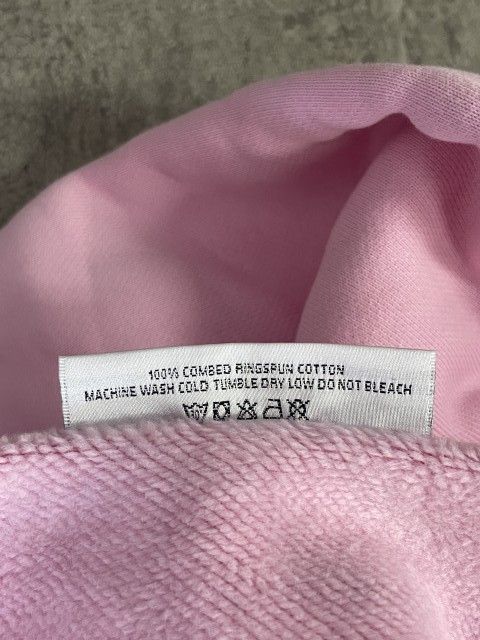 100% COMBED RINGSPUN COTTON
MACHINE WASH COLD TUMBLE DRY LOW DO NOT BLEACH